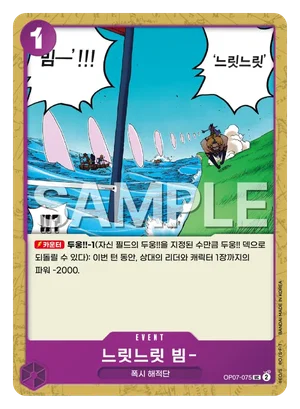 1
빔—'!!!
'느릿느릿'
SAMPLE
카운터 두웅!!-1(자신 필드의 두웅!!을 지정된 수만큼 두웅!! 덱으로
되돌릴 수 있다): 이번 턴 동안, 상대의 리더와 캐릭터 1장까지의
파워 -2000.
EVENT
느릿느릿 빔-
폭시 해적단
OP07-075 UC
2